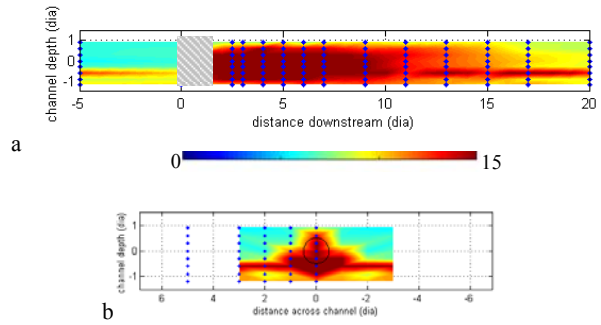 channel depth (dia)
1
0
-1
-5 0 5 10 15 20
distance downstream (dia)
a
0 15
channel depth (dia)
1
0
-1
6 4 2 0 -2 -4 -6
distance across channel (dia)
b